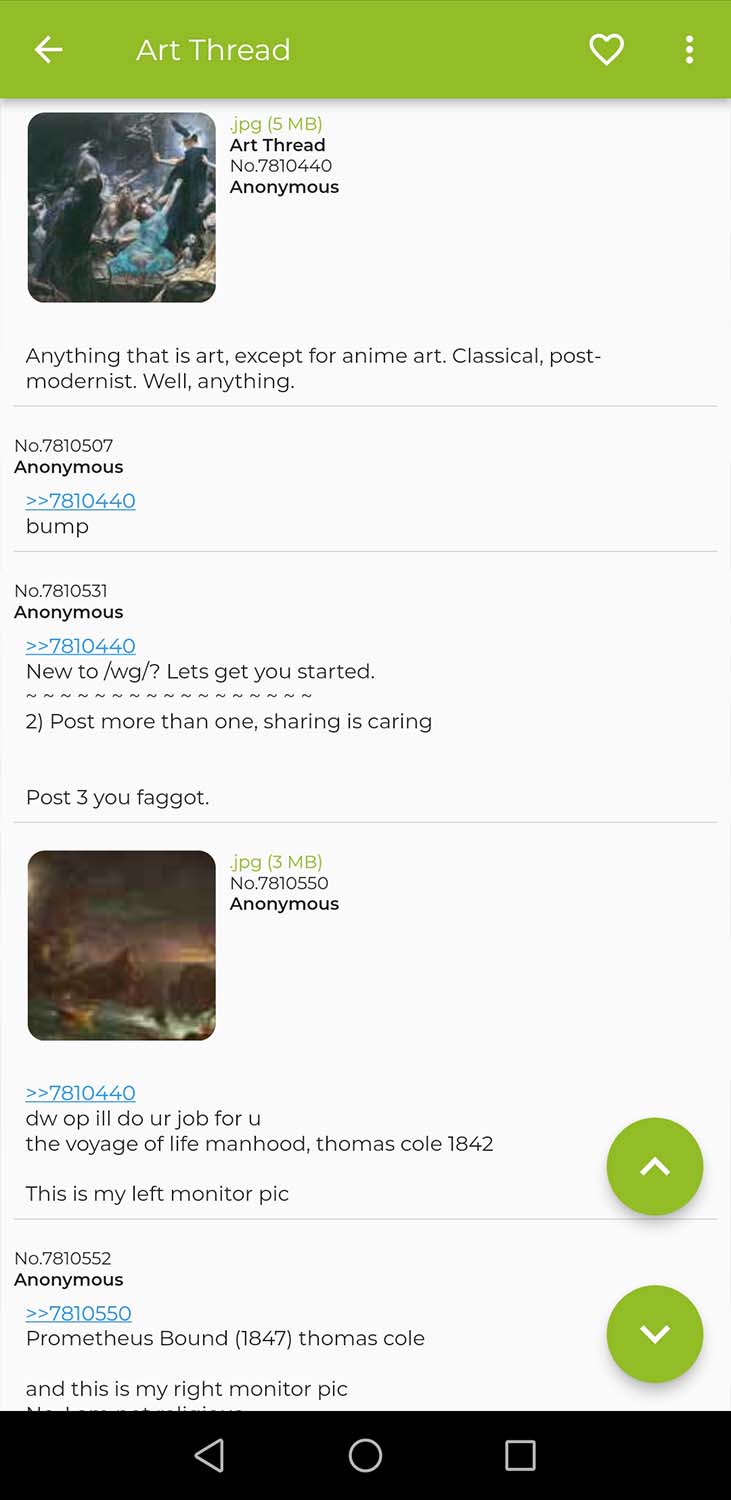 Art Thread
.jpg (5 MB)
Art Thread
No.7810440
Anonymous
Anything that is art, except for anime art. Classical, post-
modernist. Well, anything.
No.7810507
Anonymous
>>7810440
bump
No.7810531
Anonymous
>>7810440
New to /wg/? Lets get you started.
~ ~ ~ ~ ~ ~ ~ ~ ~ ~ ~ ~ ~ ~ ~ ~ ~
2) Post more than one, sharing is caring
Post 3 you faggot.
.jpg (3 MB)
No.7810550
Anonymous
>>7810440
dw op ill do ur job for u
the voyage of life manhood, thomas cole 1842
This is my left monitor pic
No.7810552
Anonymous
>>7810550
Prometheus Bound (1847) thomas cole
and this is my right monitor pic